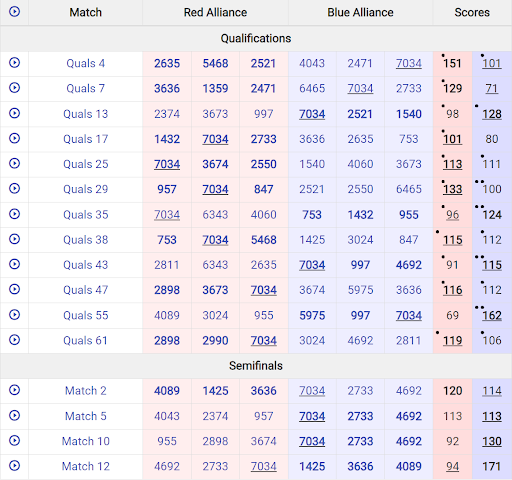 Match Red Alliance Blue Alliance Scores
Qualifications
Quals 4 2635 5468 2521 4043 2471 7034 151 101
Quals 7 3636 1359 2471 6465 7034 2733 129 71
Quals 13 2374 3673 997 7034 2521 1540 98 128
Quals 17 1432 7034 2733 3636 2635 753 101 80
Quals 25 7034 3674 2550 1540 4060 3673 113 111
Quals 29 957 7034 847 2521 2550 6465 133 100
Quals 35 7034 6343 4060 753 1432 955 96 124
Quals 38 753 7034 5468 1425 3024 847 115 112
Quals 43 2811 6343 2635 7034 997 4692 91 115
Quals 47 2898 3673 7034 3674 5975 3636 116 112
Quals 55 4089 3024 955 5975 997 7034 69 162
Quals 61 2898 2990 7034 3024 4692 2811 119 106
Semifinals
Match 2 4089 1425 3636 7034 2733 4692 120 114
Match 5 4043 2374 957 7034 2733 4692 113 113
Match 10 955 2898 3674 7034 2733 4692 92 130
Match 12 4692 2733 7034 1425 3636 4089 94 171